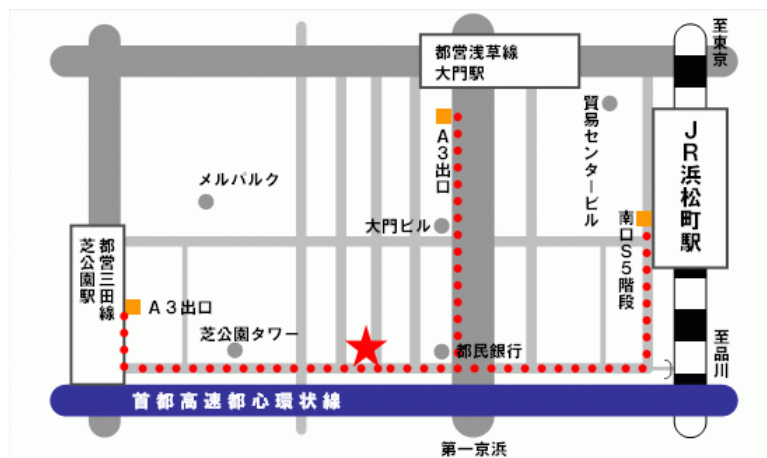 至東京
都営浅草線
大門駅
貿易センタービル
JR浜松町駅
A3出口
メルパルク
大門ビル
南口S5階段
都営三田線
芝公園駅
A3出口
芝公園タワー
都民銀行
至品川
首都高速都心環状線
第一京浜